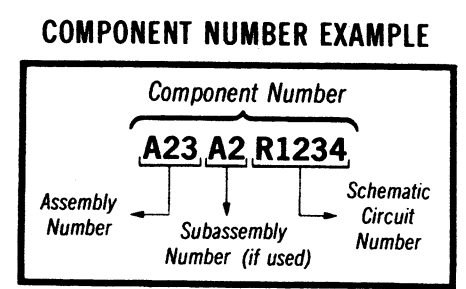 COMPONENT NUMBER EXAMPLE
Component Number
A23 A2 R1234
Assembly
Number
Subassembly
Number (if used)
Schematic
Circuit
Number